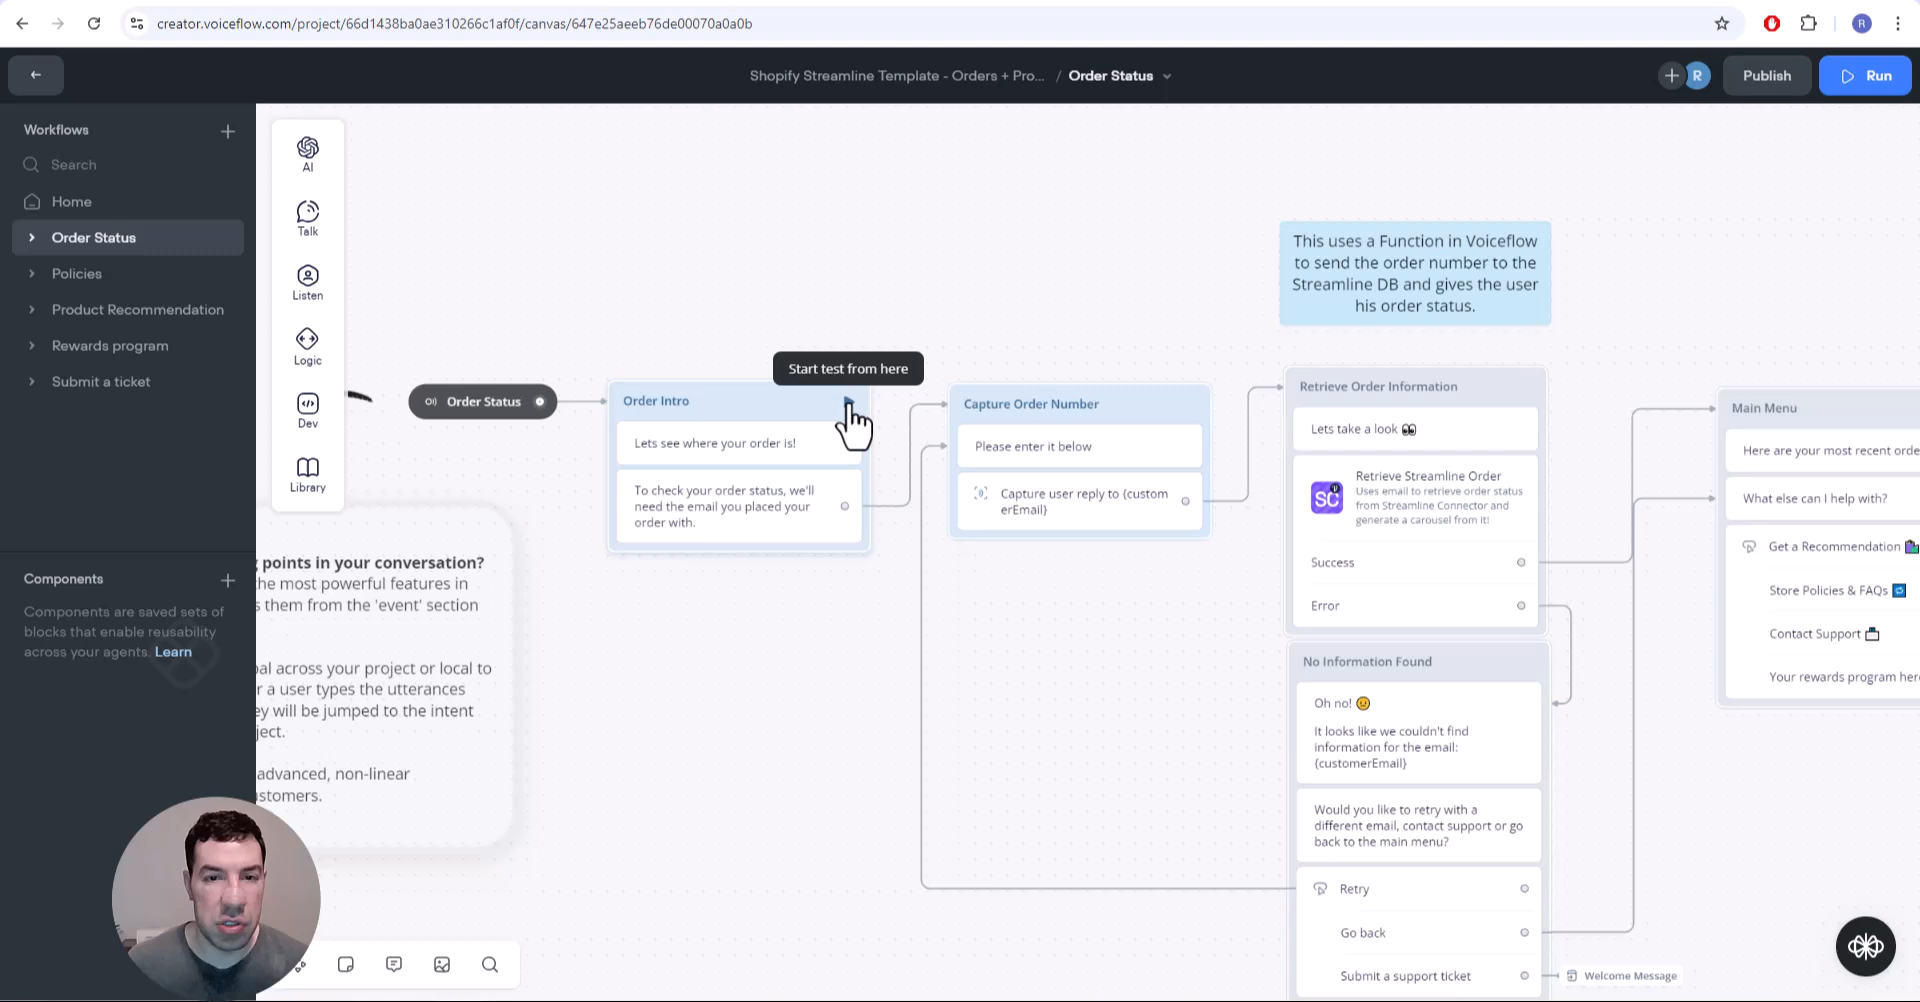 creator.voiceflow.com/project/66d1438ba0ae310266c1af0f/canvas/647e25aeeb76de00070a0a0b
R
Shopify Streamline Template - Orders + Pro... / Order Status
R
Publish
Run
Workflows
Search
Home
Order Status
Policies
Product Recommendation
Rewards program
Submit a ticket
Components
Components are saved sets of
blocks that enable reusability
across your agents. Learn
AI
Talk
Listen
Logic
Dev
Library
points in your conversation?
the most powerful features in
s them from the 'event' section
bal across your project or local to
r a user types the utterances
ey will be jumped to the intent
ject.
advanced, non-linear
ustomers.
Order Status
Start test from here
Order Intro
Lets see where your order is!
To check your order status, we'll
need the email you placed your
order with.
Capture Order Number
Please enter it below
Capture user reply to {custom
erEmail}
This uses a Function in Voiceflow
to send the order number to the
Streamline DB and gives the user
his order status.
Retrieve Order Information
Lets take a look 👀
SC
Retrieve Streamline Order
Uses email to retrieve order status
from Streamline Connector and
generate a carousel from it!
Success
Error
No Information Found
Oh no! 😟
It looks like we couldn't find
information for the email:
{customerEmail}
Would you like to retry with a
different email, contact support or go
back to the main menu?
Retry
Go back
Submit a support ticket
Welcome Message
Main Menu
Here are your most recent orde
What else can I help with?
Get a Recommendation 🛍
Store Policies & FAQs 🔁
Contact Support 📩
Your rewards program her